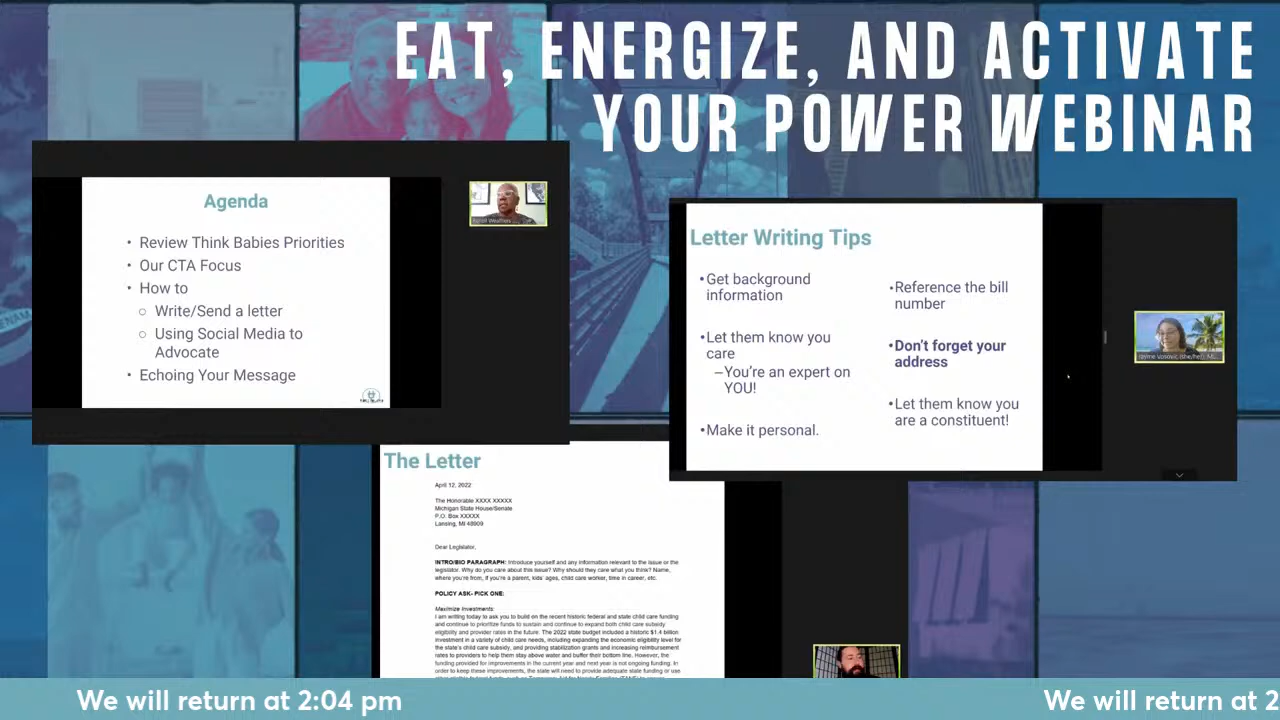 EAT, ENERGIZE, AND ACTIVATE
YOUR POWER WEBINAR
Agenda
• Review Think Babies Priorities
• Our CTA Focus
• How to
○ Write/Send a letter
○ Using Social Media to
Advocate
• Echoing Your Message
Letter Writing Tips
•Get background
information
•Let them know you
care
–You're an expert on
YOU!
•Make it personal.
•Reference the bill
number
•Don't forget your
address
•Let them know you
are a constituent!
The Letter
April 12, 2022
The Honorable XXXX XXXXX
Michigan State House/Senate
P.O. Box XXXXX
Lansing, MI 48909
Dear Legislator,
INTRO/BIO PARAGRAPH: Introduce yourself and any information relevant to the issue or the
legislator. Why do you care about this issue? Why should they care what you think? Name,
where you're from, if you're a parent, kids' ages, child care worker, time in career, etc.
POLICY ASK- PICK ONE:
Maximize Investments:
I am writing today to ask you to build on the recent historic federal and state child care funding
and continue to prioritize funds to sustain and continue to expand both child care subsidy
eligibility and provider rates in the future. The 2022 state budget included a historic $1.4 billion
investment in a variety of child care needs, including expanding the economic eligibility level for
the state's child care subsidy, and providing stabilization grants and increasing reimbursement
rates to providers to help them stay above water and buffer their bottom line. However, the
funding provided for improvements in the current year and next year is not ongoing funding. In
order to keep these improvements, the state will need to provide adequate state funding or use
We will return at 2:04 pm
We will return at 2